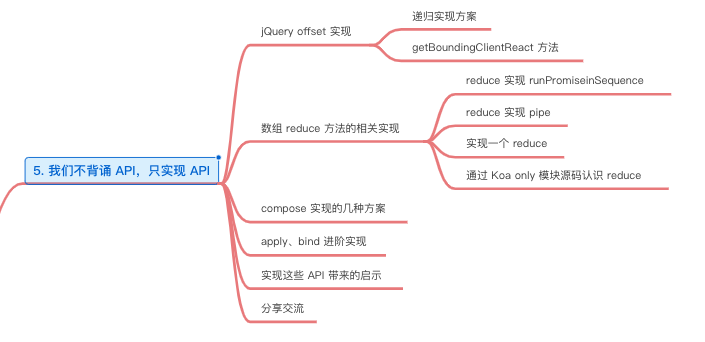 递归实现方案
jQuery offset 实现
getBoundingClientReact 方法
reduce 实现 runPromiseinSequence
reduce 实现 pipe
数组 reduce 方法的相关实现
实现一个 reduce
通过 Koa only 模块源码认识 reduce
5. 我们不背诵 API，只实现 API
compose 实现的几种方案
apply、bind 进阶实现
实现这些 API 带来的启示
分享交流